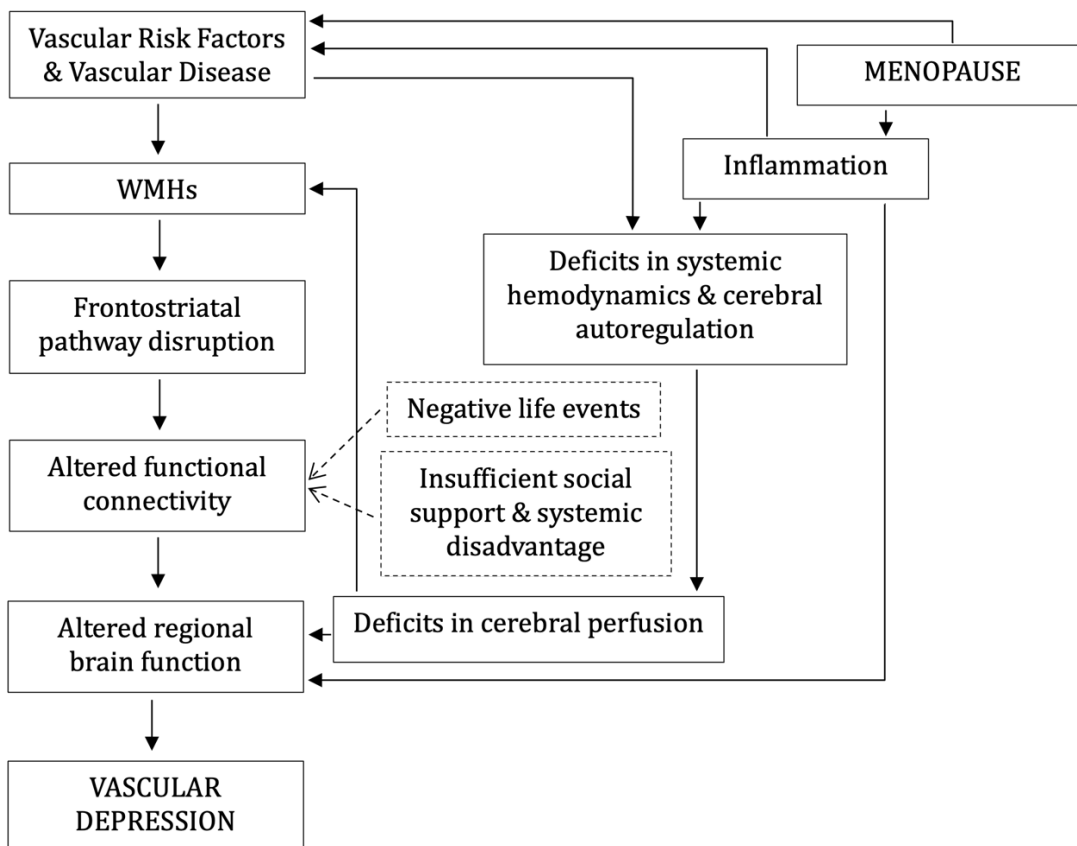 Vascular Risk Factors
& Vascular Disease
MENOPAUSE
Inflammation
WMHs
Deficits in systemic
hemodynamics & cerebral
autoregulation
Frontostriatal
pathway disruption
Negative life events
Altered functional
connectivity
Insufficient social
support & systemic
disadvantage
Deficits in cerebral perfusion
Altered regional
brain function
VASCULAR
DEPRESSION